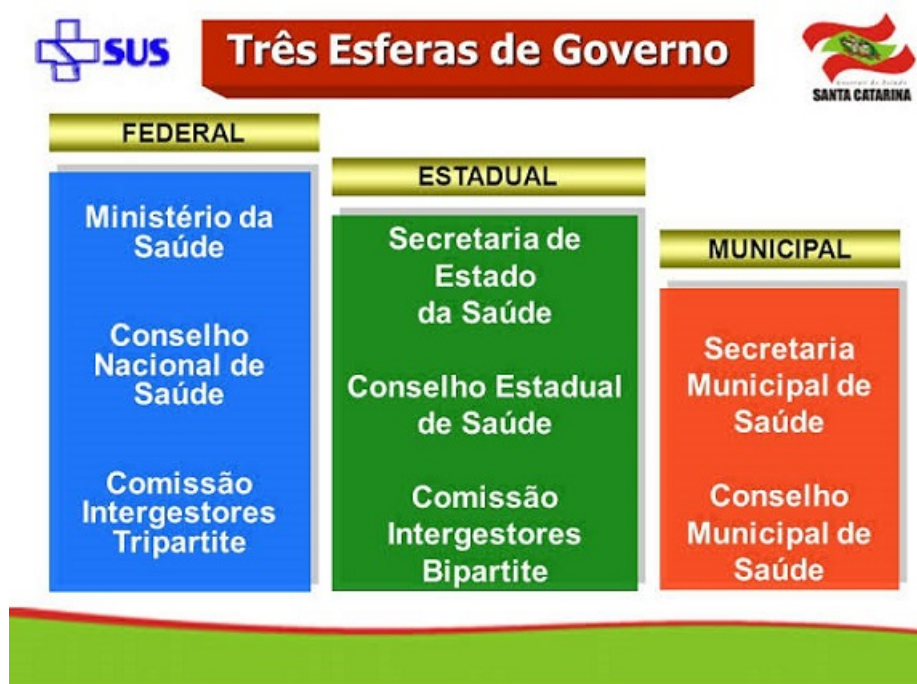 SUS
Três Esferas de Governo
SANTA CATARINA
FEDERAL
Ministério da
Saúde
Conselho
Nacional de
Saúde
Comissão
Intergestores
Tripartite
ESTADUAL
Secretaria de
Estado
da Saúde
Conselho Estadual
de Saúde
Comissão
Intergestores
Bipartite
MUNICIPAL
Secretaria
Municipal de
Saúde
Conselho
Municipal de
Saúde